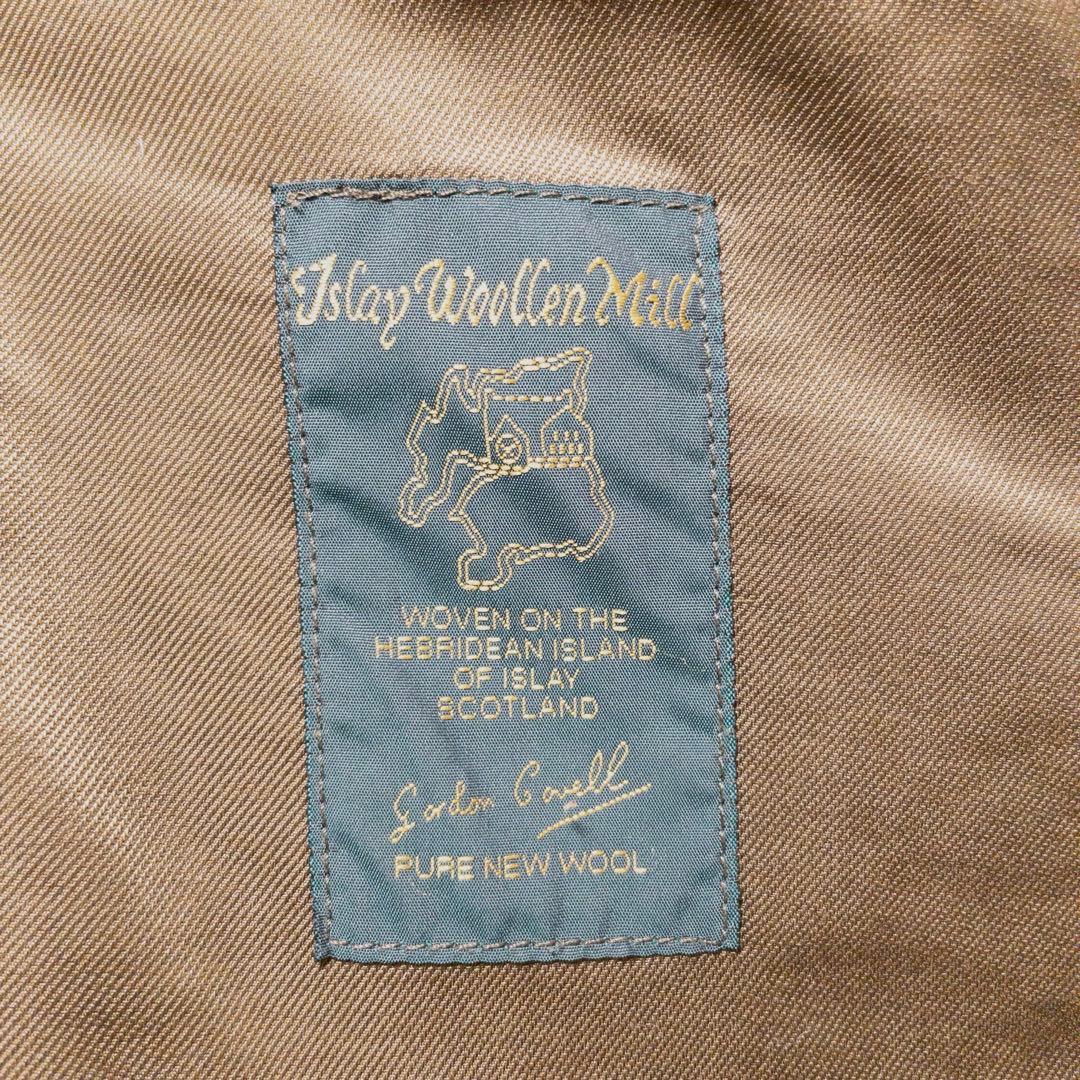 Islay Woollen Mill
WOVEN ON THE
HEBRIDEAN ISLAND
OF ISLAY
SCOTLAND
Gordon Covell
PURE NEW WOOL